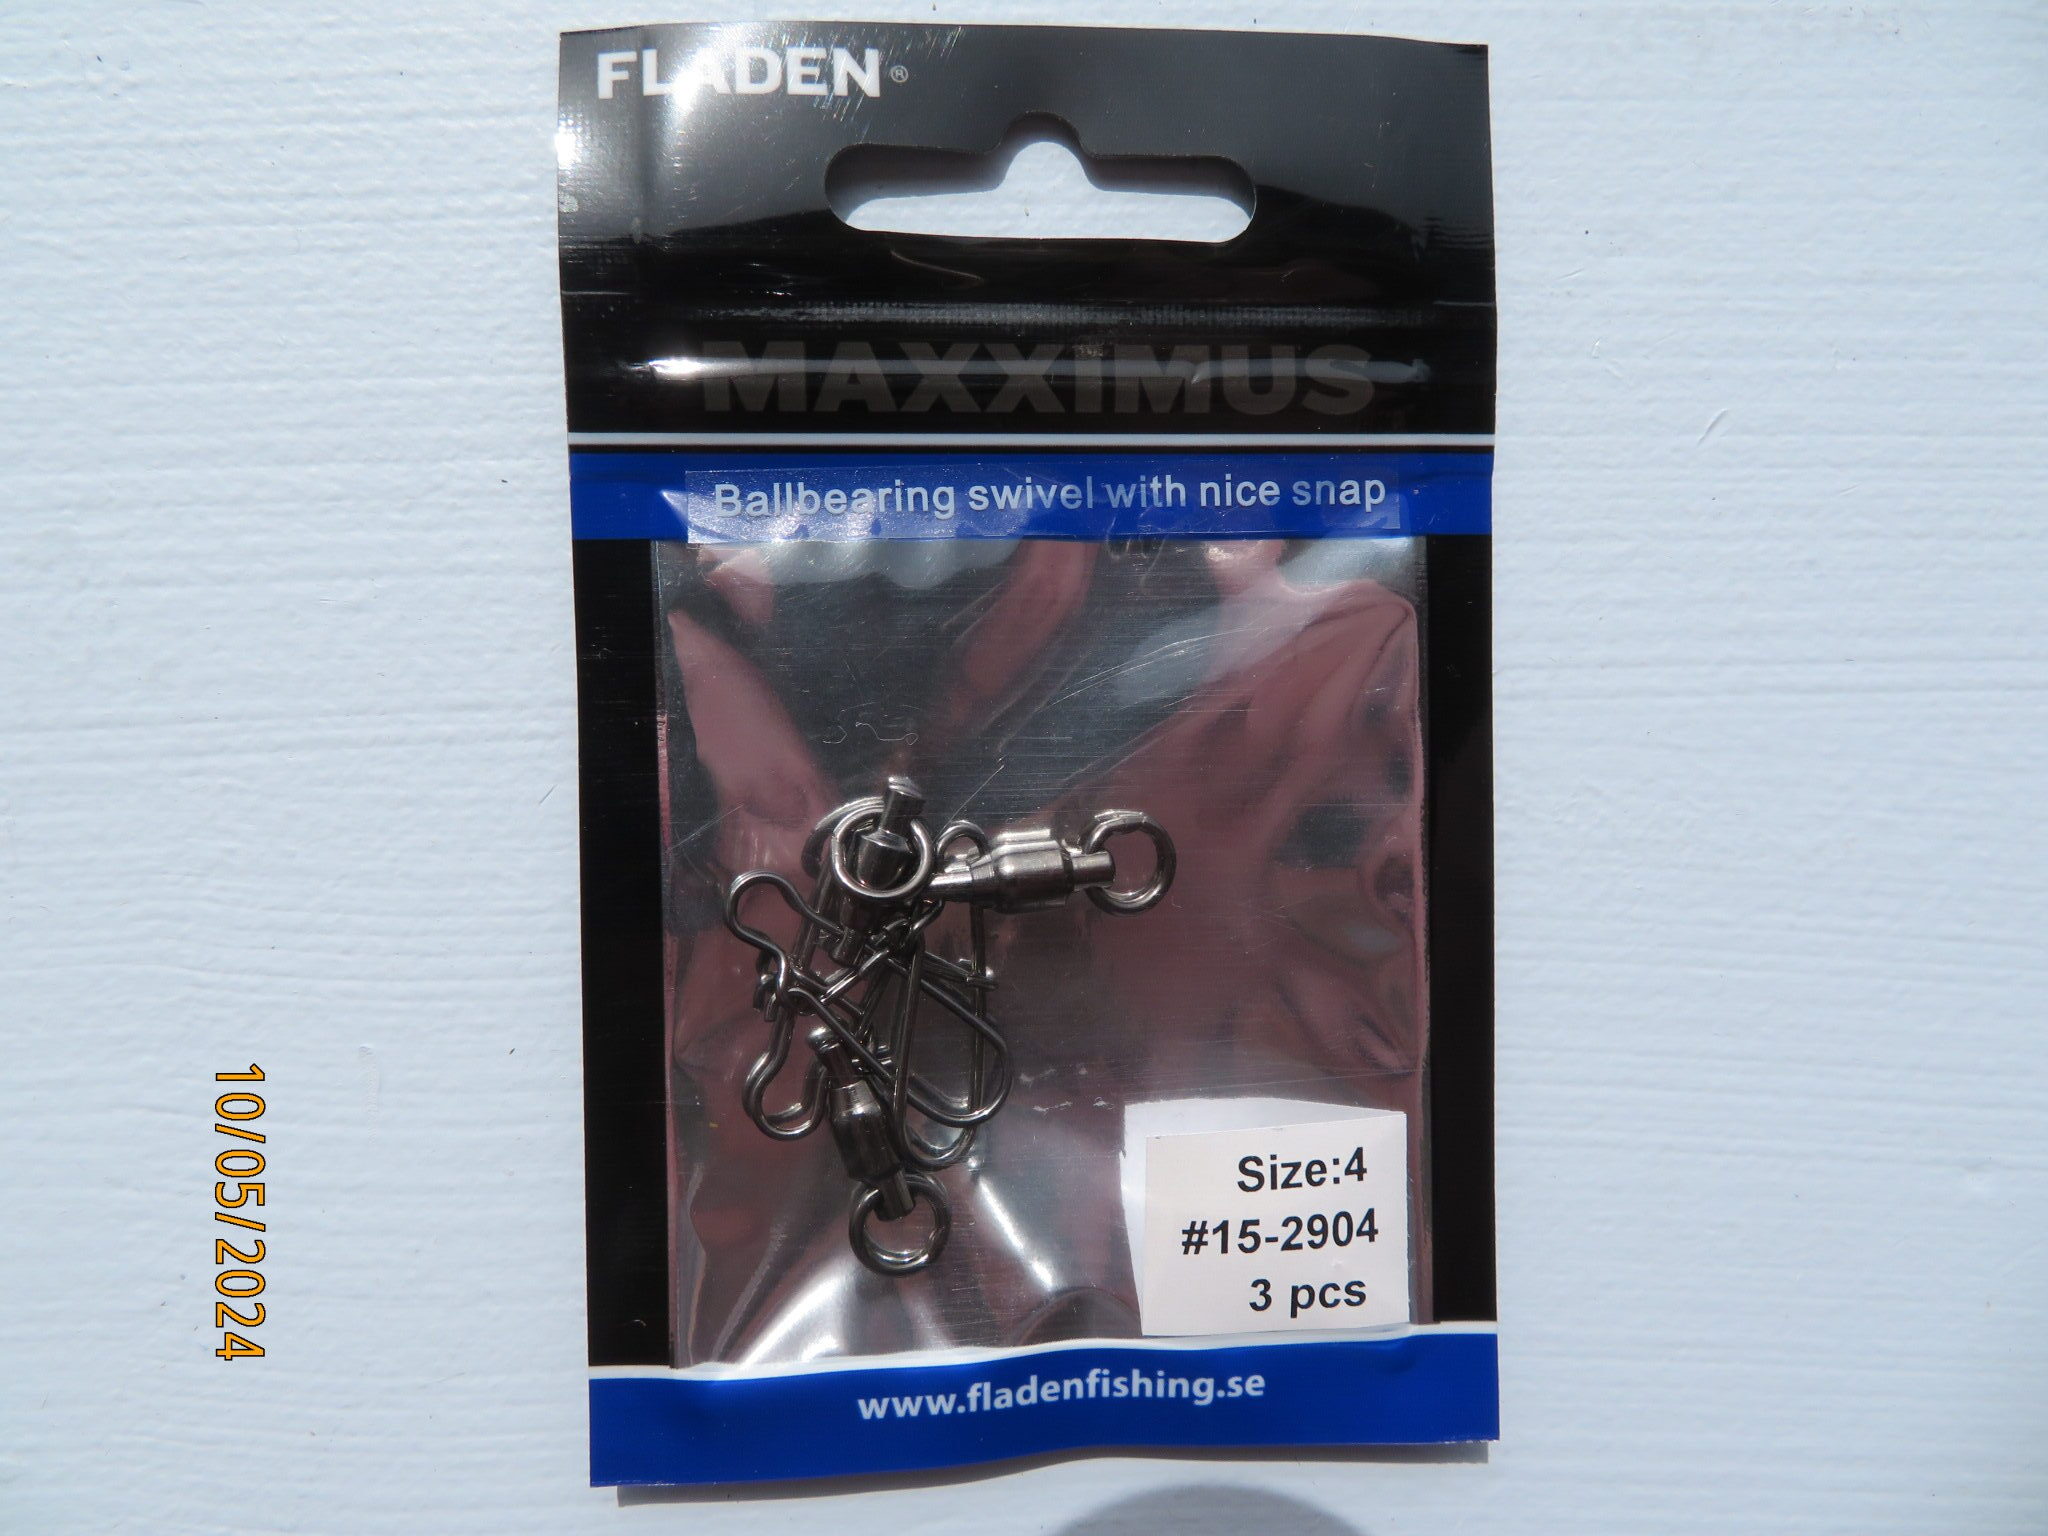 FLADEN®
MAXXIMUS
Ballbearing swivel with nice snap
Size:4
#15-2904
3 pcs
www.fladenfishing.se
10/05/2024